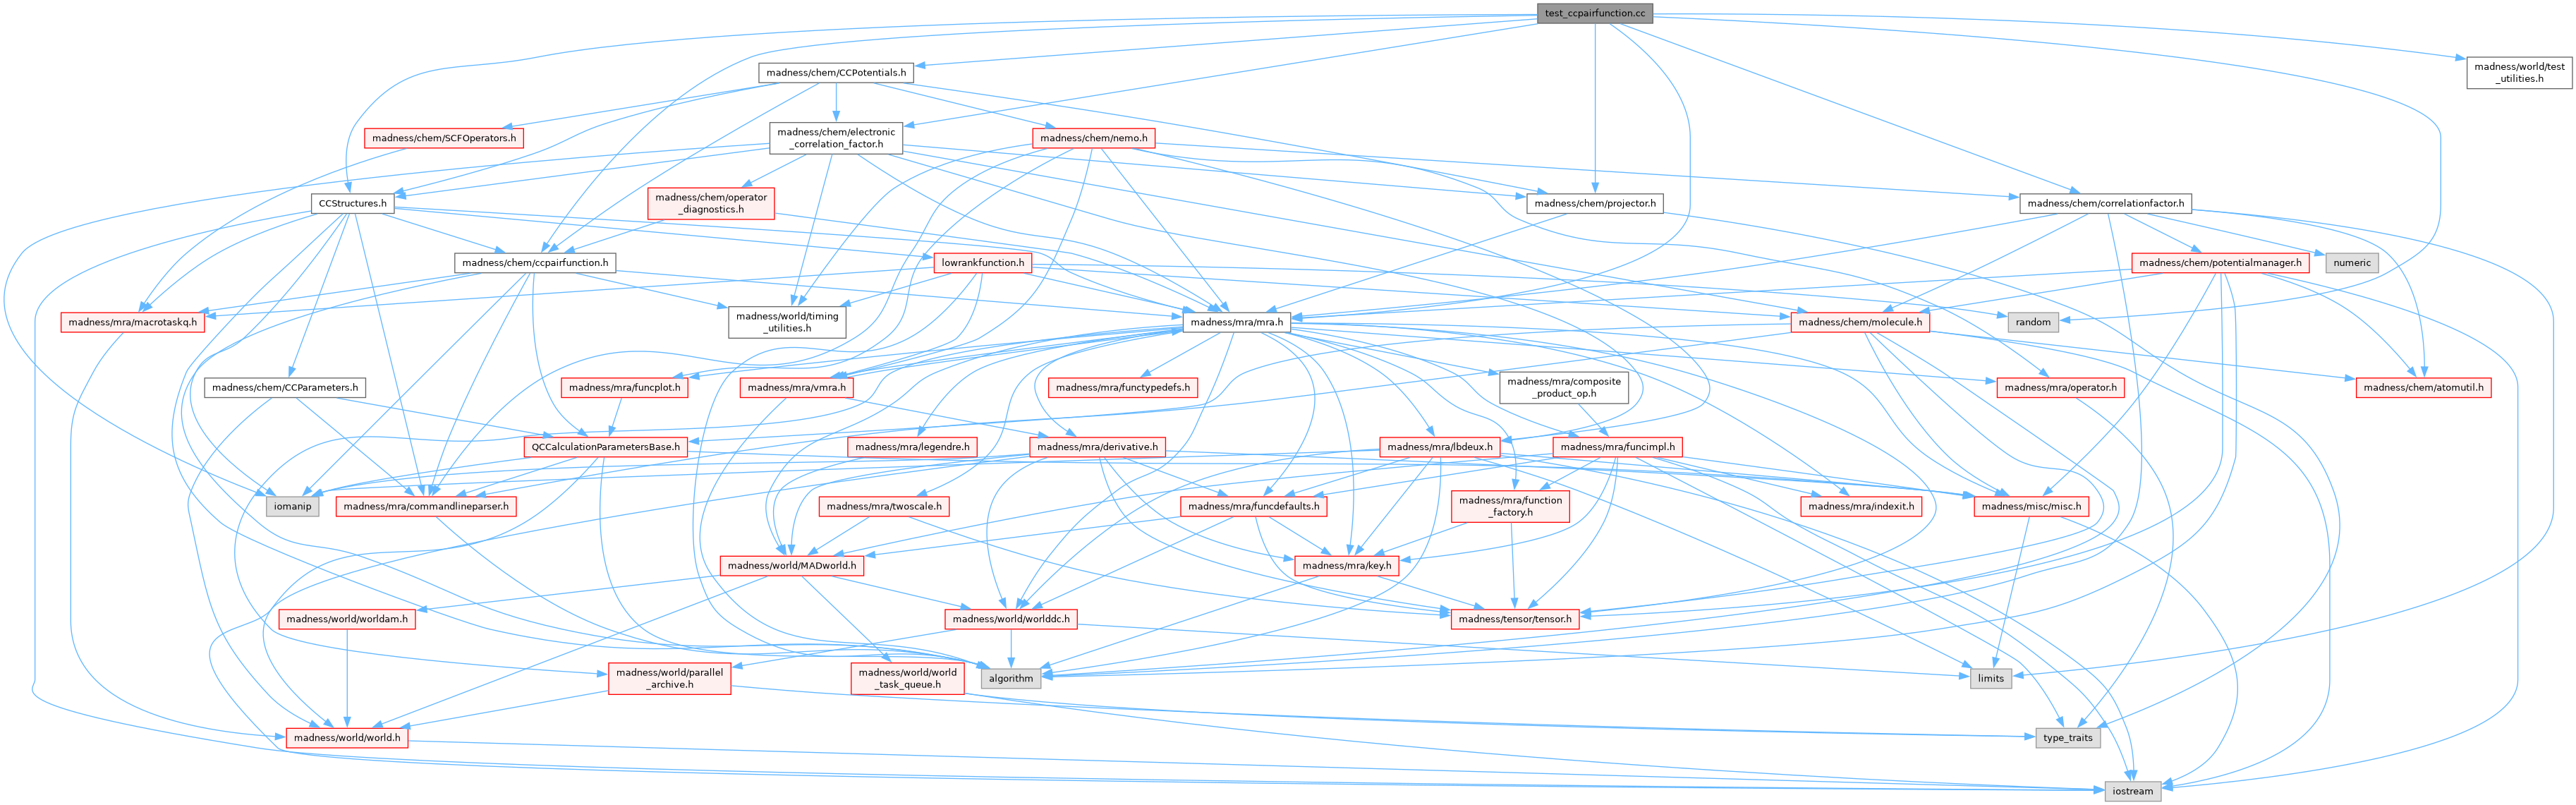 test_ccpairfunction.cc
madness/chem/CCPotentials.h
madness/world/test
_utilities.h
madness/chem/SCFOperators.h
madness/chem/electronic
_correlation_factor.h
madness/chem/nemo.h
CCStructures.h
madness/chem/operator
_diagnostics.h
madness/chem/projector.h
madness/chem/correlationfactor.h
madness/chem/ccpairfunction.h
lowrankfunction.h
madness/chem/potentialmanager.h
numeric
madness/mra/macrotaskq.h
madness/world/timing
_utilities.h
madness/mra/mra.h
madness/chem/molecule.h
random
madness/chem/CCParameters.h
madness/mra/funcplot.h
madness/mra/vmra.h
madness/mra/functypedefs.h
madness/mra/composite
_product_op.h
madness/mra/operator.h
madness/chem/atomutil.h
QCCalculationParametersBase.h
madness/mra/legendre.h
madness/mra/derivative.h
madness/mra/lbdeux.h
madness/mra/funcimpl.h
iomanip
madness/mra/commandlineparser.h
madness/mra/twoscale.h
madness/mra/funcdefaults.h
madness/mra/function
_factory.h
madness/mra/indexit.h
madness/misc/misc.h
madness/world/MADworld.h
madness/mra/key.h
madness/world/worldam.h
madness/world/worlddc.h
madness/tensor/tensor.h
madness/world/parallel
_archive.h
madness/world/world
_task_queue.h
algorithm
limits
madness/world/world.h
type_traits
iostream